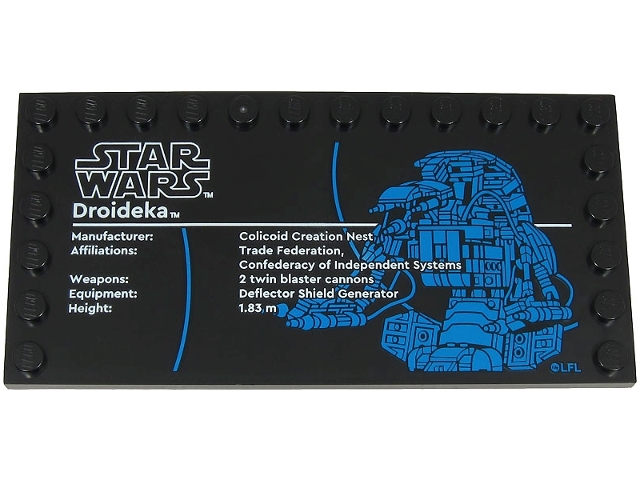 STAR
WARS™
Droideka™
Manufacturer: Colicoid Creation Nest
Affiliations: Trade Federation,
Confederacy of Independent Systems
Weapons: 2 twin blaster cannons
Equipment: Deflector Shield Generator
Height: 1.83 m
©LFL